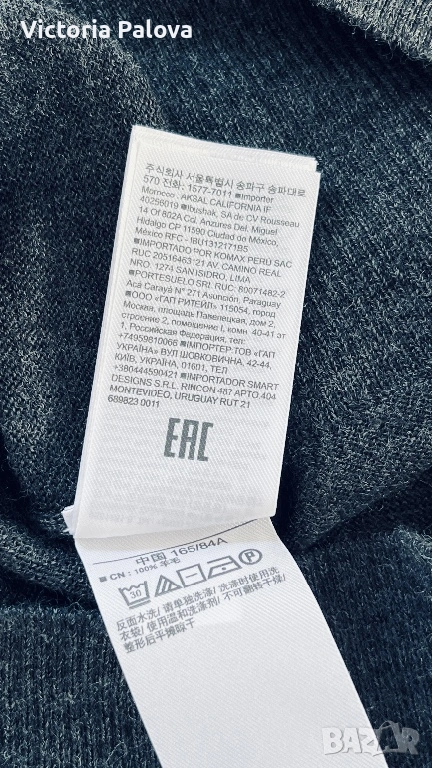 Victoria Palova
주식회사 서울특별시 송파구 송파대로
570 전화: 1577-7011 ■Importer
Morocco : AKSAL CALIFORNIA IF
40256019 ■Ibushak, SA de CV Rousseau
14 Of 802A Cd. Anzures Del. Miguel
Hidalgo CP 11590 Ciudad de México,
México RFC - IBU1312171B5
■IMPORTADO POR KOMAX PERU SAC
RUC 20516463121 AV. CAMINO REAL
NRO. 1274 SAN ISIDRO, LIMA
■PORTESUELO SRL RUC: 80071482-2
Acá Carayá N° 271 Asunción, Paraguay
■ООО «ГАП РИТЕЙЛ» 115054, город
Москва, площадь Павелецкая, дом 2,
строение 2, помещение I, комн. 40-41 эт
1, Российская Федерация, тел:
+74959810066 ■ІМПОРТЕР:ТОВ «ГАП
УКРАЇНА» ВУЛ ШОВКОВИЧНА, 42-44,
КИЇВ, УКРАЇНА, 01601, ТЕЛ
+380444590421 ■INPORTADOR SMART
DESIGNS S.R.L. RINCON 487 APTO.404
MONTEVIDEO, URUGUAY RUT 21
689823 0011
EAC
中国 165/84A
■ CN : 100% 羊毛
30 P
反面水洗/ 请单独洗涤/ 洗涤时使用洗
衣袋/ 使用温和洗涤剂/ 不可翻转干燥/
整形后平摊晾干
BAZAR